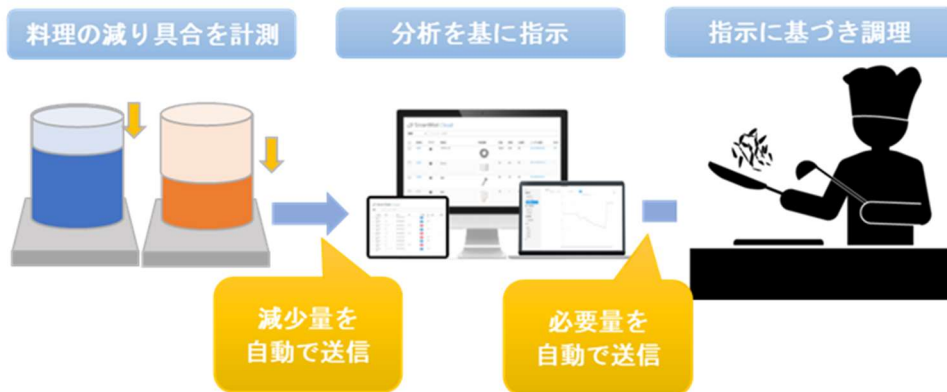 料理の減り具合を計測
分析を基に指示
指示に基づき調理
SmartMat Cloud
減少量を
自動で送信
必要量を
自動で送信